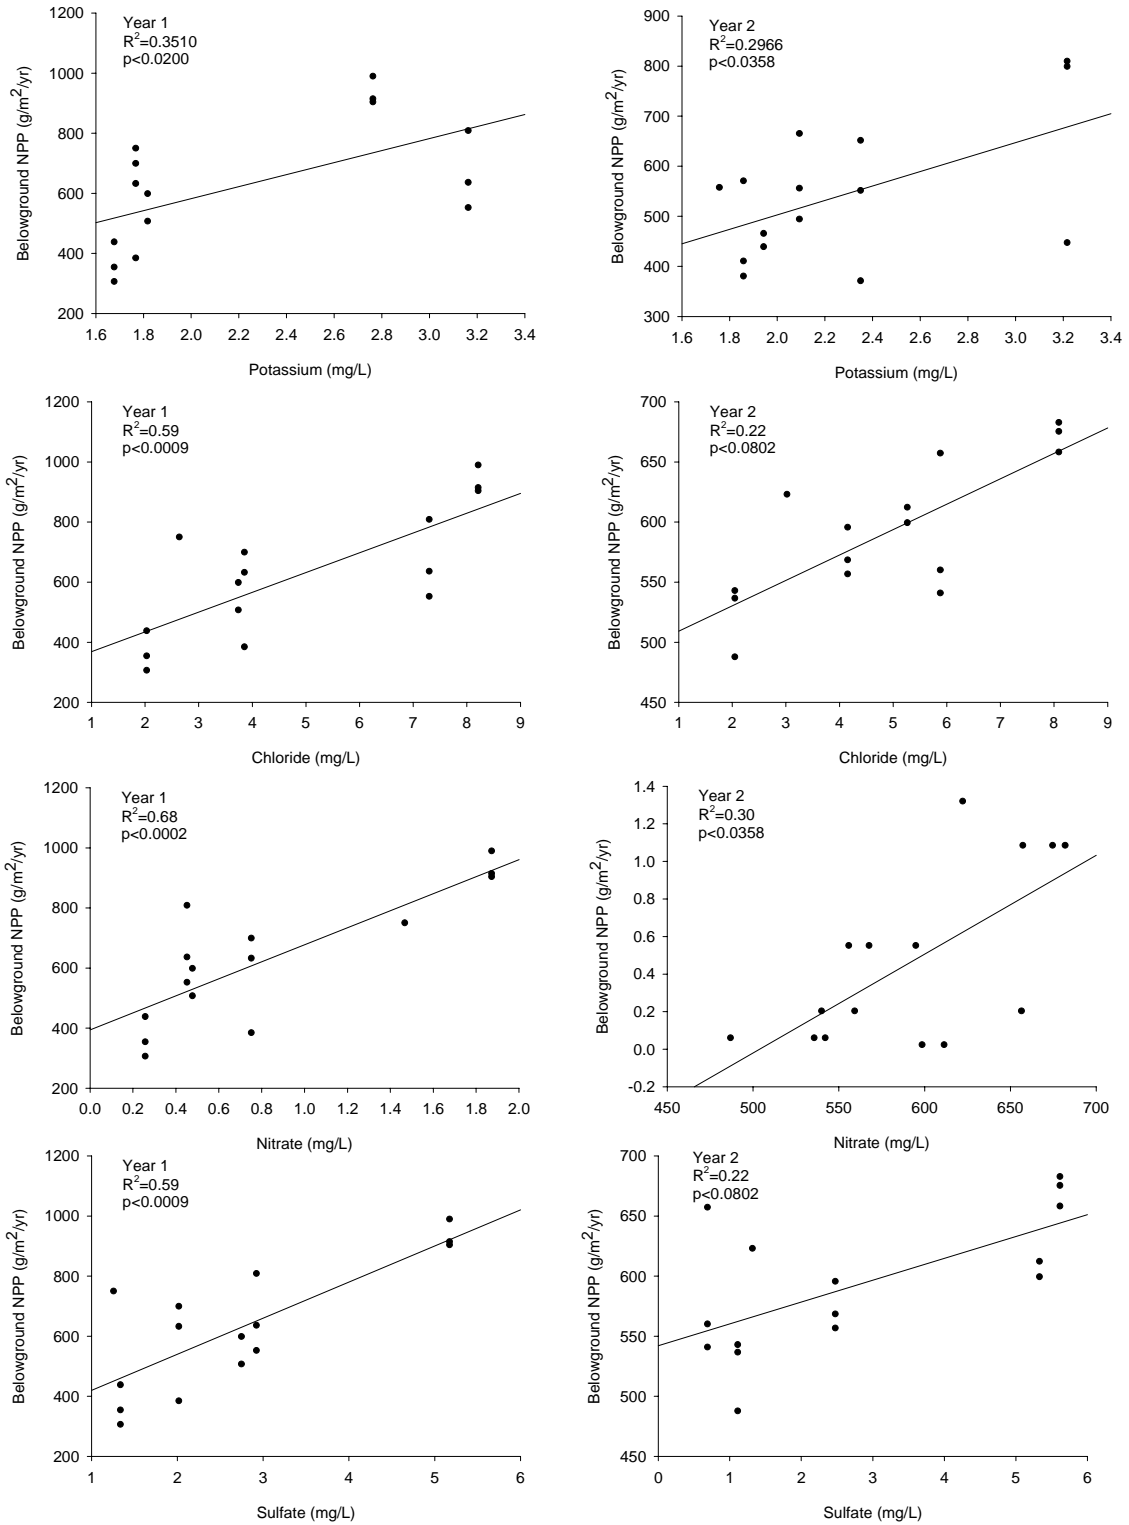 Year 1
R²=0.3510
p<0.0200
1200
1000
800
600
400
200
Belowground NPP (g/m²/yr)
1.6 1.8 2.0 2.2 2.4 2.6 2.8 3.0 3.2 3.4
Potassium (mg/L)
Year 2
R²=0.2966
p<0.0358
900
800
700
600
500
400
300
Belowground NPP (g/m²/yr)
1.6 1.8 2.0 2.2 2.4 2.6 2.8 3.0 3.2 3.4
Potassium (mg/L)
Year 1
R²=0.59
p<0.0009
1200
1000
800
600
400
200
Belowground NPP (g/m²/yr)
1 2 3 4 5 6 7 8 9
Chloride (mg/L)
Year 2
R²=0.22
p<0.0802
700
650
600
550
500
450
Belowground NPP (g/m²/yr)
1 2 3 4 5 6 7 8 9
Chloride (mg/L)
Year 1
R²=0.68
p<0.0002
1200
1000
800
600
400
200
Belowground NPP (g/m²/yr)
0.0 0.2 0.4 0.6 0.8 1.0 1.2 1.4 1.6 1.8 2.0
Nitrate (mg/L)
Year 2
R²=0.30
p<0.0358
1.4
1.2
1.0
0.8
0.6
0.4
0.2
0.0
-0.2
Belowground NPP (g/m²/yr)
450 500 550 600 650 700
Nitrate (mg/L)
Year 1
R²=0.59
p<0.0009
1200
1000
800
600
400
200
Belowground NPP (g/m²/yr)
1 2 3 4 5 6
Sulfate (mg/L)
Year 2
R²=0.22
p<0.0802
700
650
600
550
500
450
Belowground NPP (g/m²/yr)
0 1 2 3 4 5 6
Sulfate (mg/L)